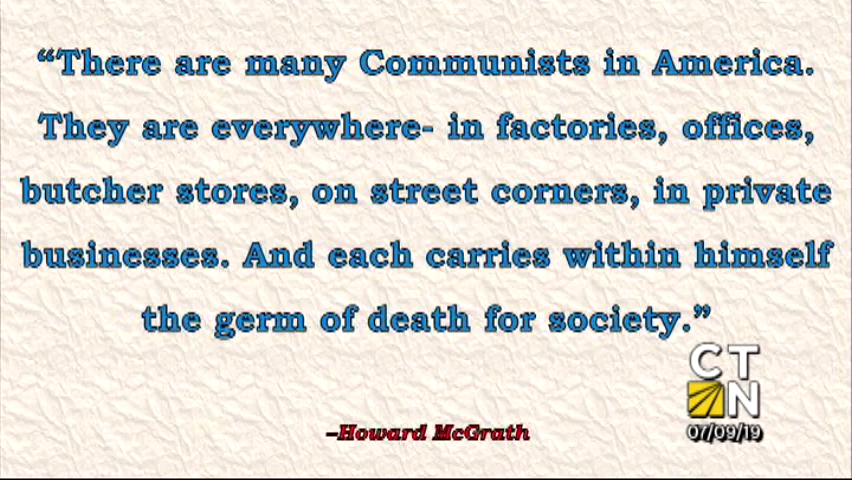 “There are many Communists in America.
They are everywhere- in factories, offices,
butcher stores, on street corners, in private
businesses. And each carries within himself
the germ of death for society.”
–Howard McGrath
CT
N
07/09/19